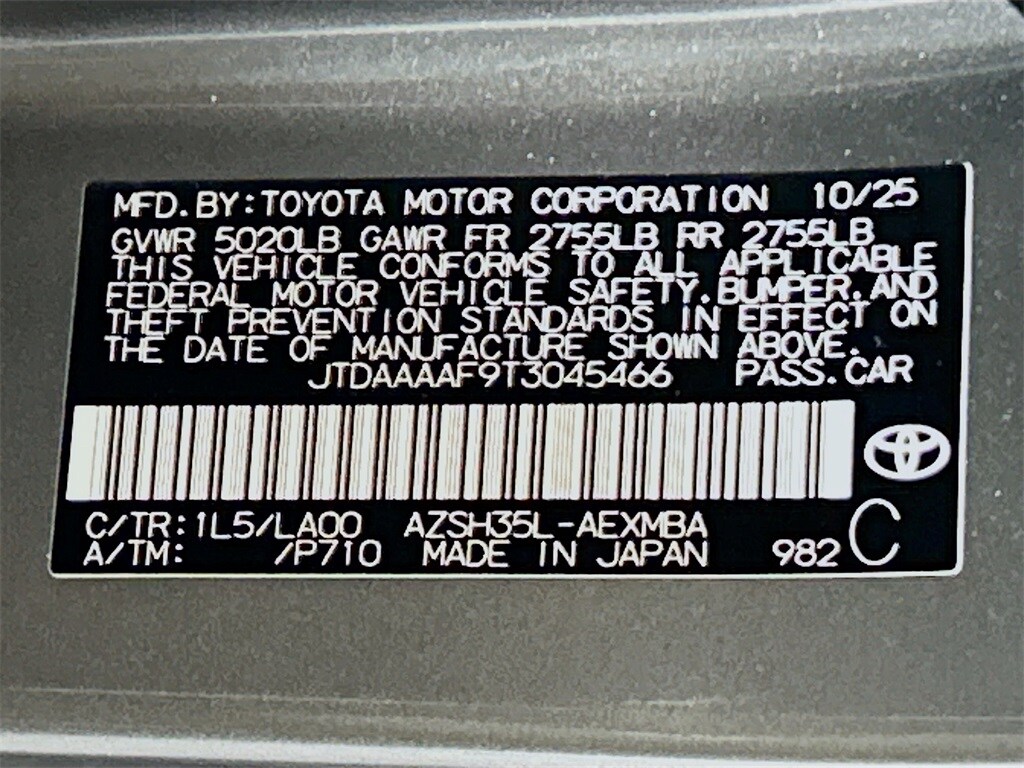 MFD.BY:TOYOTA MOTOR CORPORATION 10/25
GVWR 5020LB GAWR FR 2755LB RR 2755LB
THIS VEHICLE CONFORMS TO ALL APPLICABLE
FEDERAL MOTOR VEHICLE SAFETY.BUMPER,AND
THEFT PREVENTION STANDARDS IN EFFECT ON
THE DATE OF MANUFACTURE SHOWN ABOVE.
JTDAAAAF9T3045466 PASS.CAR
C/TR:1L5/LA00 AZSH35L-AEXMBA
A/TM: /P710 MADE IN JAPAN 982 C